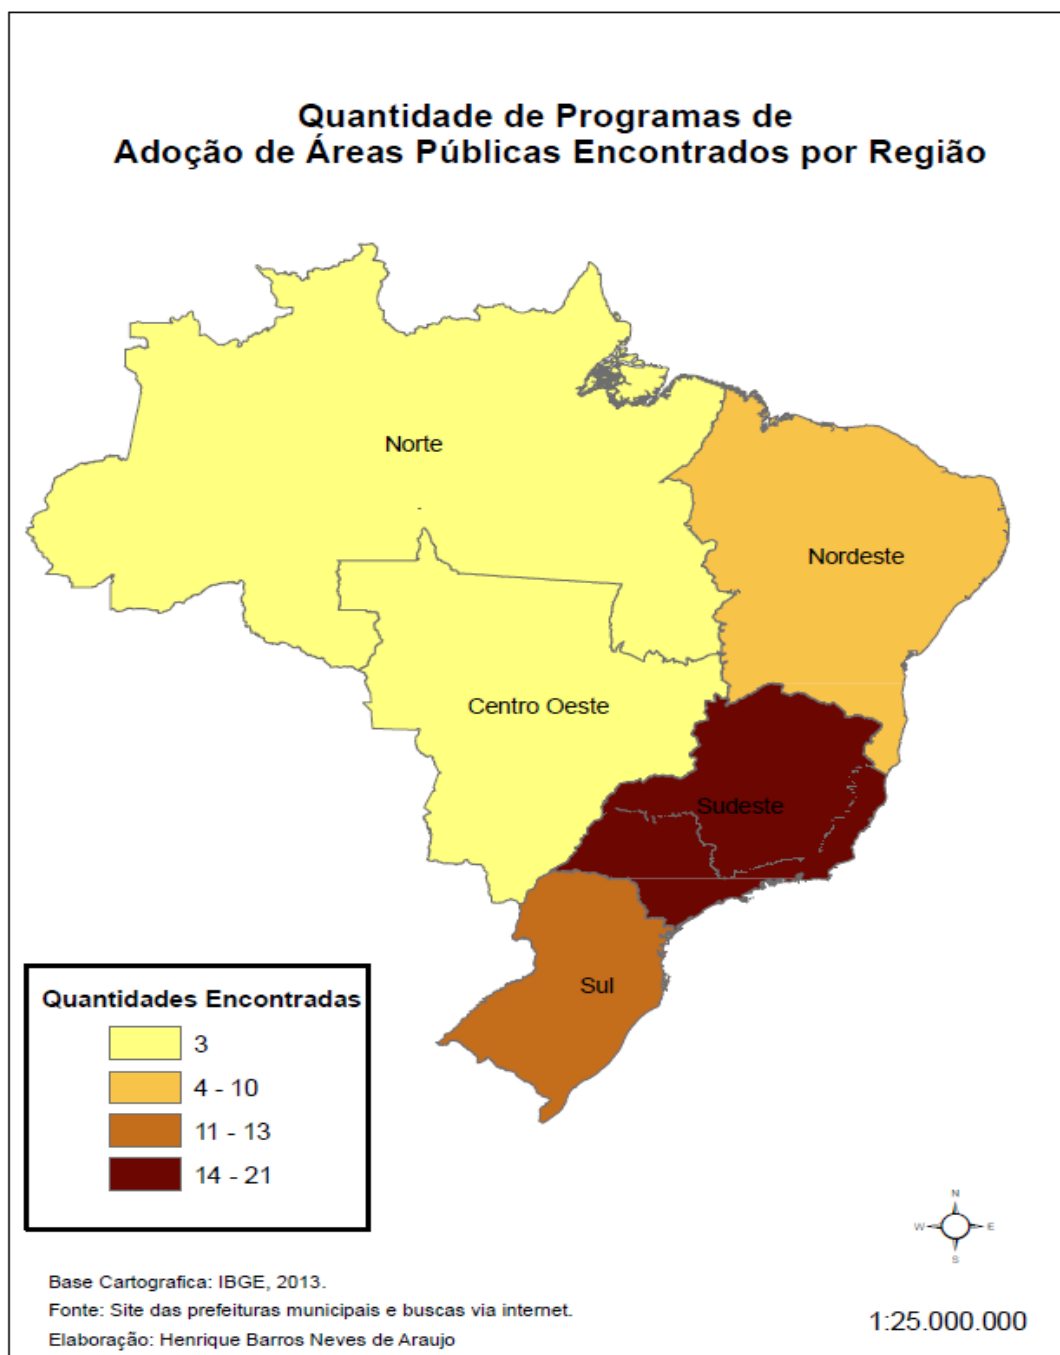 Quantidade de Programas de
Adoção de Áreas Públicas Encontrados por Região
Norte
Nordeste
Centro Oeste
Sudeste
Sul
Quantidades Encontradas
3
4 - 10
11 - 13
14 - 21
N
W E
S
Base Cartografica: IBGE, 2013.
Fonte: Site das prefeituras municipais e buscas via internet.
Elaboração: Henrique Barros Neves de Araujo
1:25.000.000